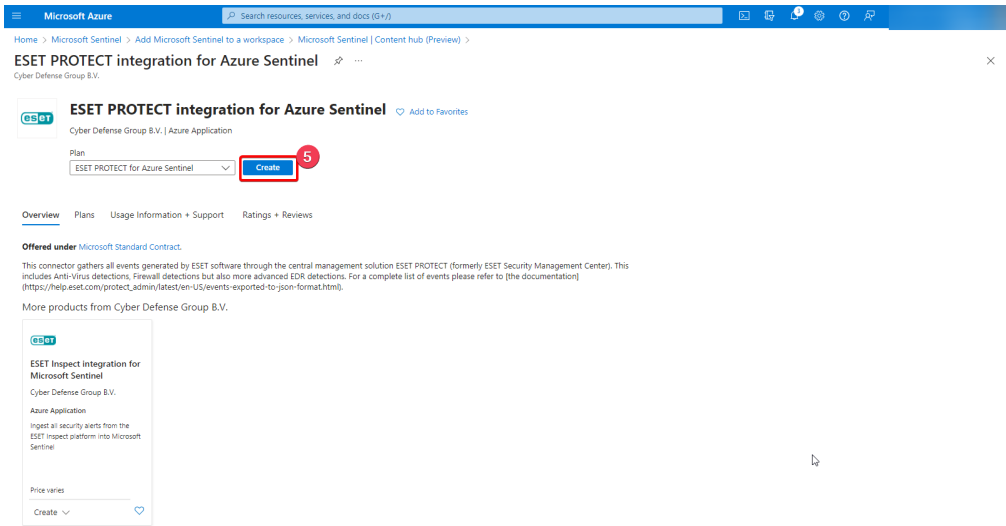 Microsoft Azure
Search resources, services, and docs (G+/)
Home > Microsoft Sentinel > Add Microsoft Sentinel to a workspace > Microsoft Sentinel | Content hub (Preview) >
ESET PROTECT integration for Azure Sentinel
Cyber Defense Group B.V.
eset
ESET PROTECT integration for Azure Sentinel
Add to Favorites
Cyber Defense Group B.V. | Azure Application
Plan
ESET PROTECT for Azure Sentinel
Create
5
Overview Plans Usage Information + Support Ratings + Reviews
Offered under Microsoft Standard Contract.
This connector gathers all events generated by ESET software through the central management solution ESET PROTECT (formerly ESET Security Management Center). This
includes Anti-Virus detections, Firewall detections but also more advanced EDR detections. For a complete list of events please refer to [the documentation]
(https://help.eset.com/protect_admin/latest/en-US/events-exported-to-json-format.html).
More products from Cyber Defense Group B.V.
eset
ESET Inspect integration for
Microsoft Sentinel
Cyber Defense Group B.V.
Azure Application
Ingest all security alerts from the
ESET Inspect platform into Microsoft
Sentinel
Price varies
Create